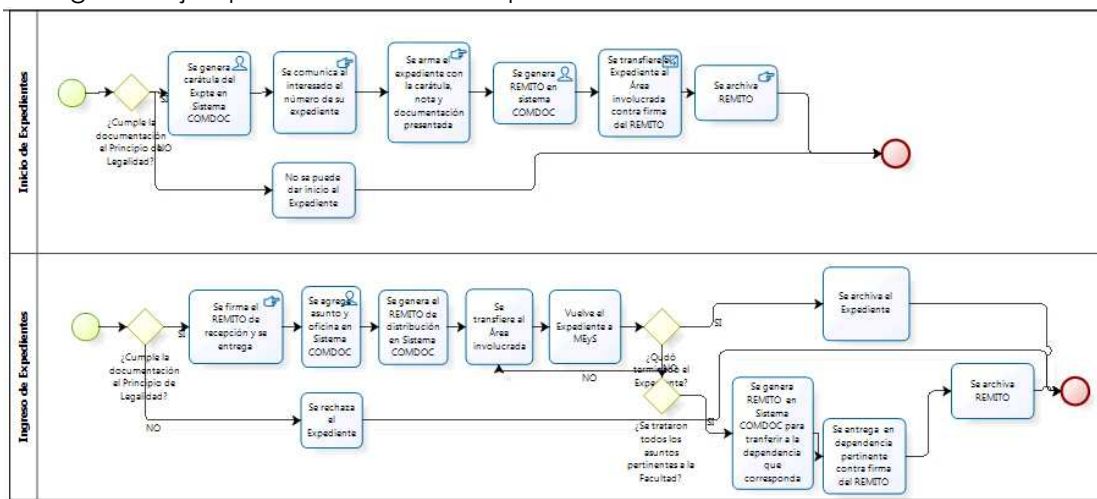 Inicio de Expedientes
Se genera
carátula del
Expte en
Sistema
COMDOC
Se comunica al
interesado el
número de su
expediente
Se arma el
expediente con
la carátula,
nota y
documentación
presentada
Se genera
REMITO en
sistema
COMDOC
Se transfiere el
Expediente al
Área
involucrada
contra firma
del REMITO
Se archiva
REMITO
SI
¿Cumple la
documentación
el Principio de
Legalidad?
NO
No se puede
dar inicio al
Expediente
Ingreso de Expedientes
¿Cumple la
documentación
el Principio de
Legalidad?
SI
NO
Se firma el
REMITO de
recepción y se
entrega
Se agrega
asunto y
oficina en
Sistema
COMDOC
Se genera el
REMITO de
distribución
en Sistema
COMDOC
Se
transfiere al
Área
involucrada
Vuelve el
Expediente a
MEyS
¿Qudó
terminado el
Expediente?
SI
NO
NO
Se archiva el
Expediente
Se rechaza
el
Expediente
¿Se trataron
todos los
asuntos
pertinentes a la
Facultad?
SI
Se genera
REMITO en
Sistema
COMDOC para
tranferir a la
dependencia
que
corresponda
Se entrega en
dependencia
pertinente
contra firma
del REMITO
Se archiva
REMITO